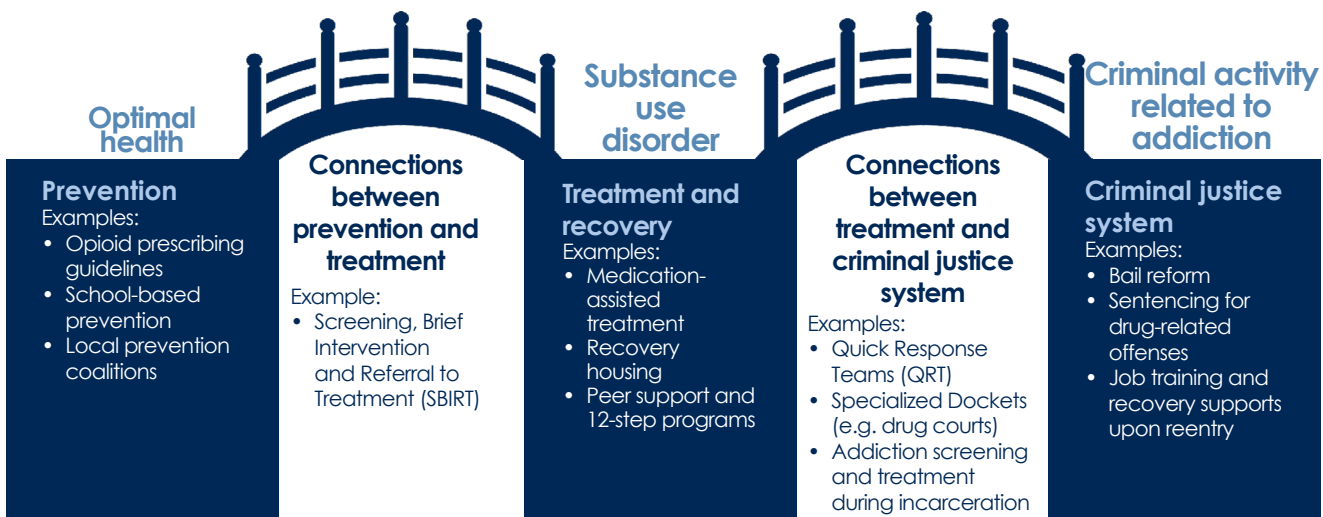 Optimal
health
Prevention
Examples:
• Opioid prescribing
guidelines
• School-based
prevention
• Local prevention
coalitions
Connections
between
prevention and
treatment
Example:
• Screening, Brief
Intervention
and Referral to
Treatment (SBIRT)
Substance
use
disorder
Treatment and
recovery
Examples:
• Medication-
assisted
treatment
• Recovery
housing
• Peer support and
12-step programs
Connections
between
treatment and
criminal justice
system
Examples:
• Quick Response
Teams (QRT)
• Specialized Dockets
(e.g. drug courts)
• Addiction screening
and treatment
during incarceration
Criminal activity
related to
addiction
Criminal justice
system
Examples:
• Bail reform
• Sentencing for
drug-related
offenses
• Job training and
recovery supports
upon reentry